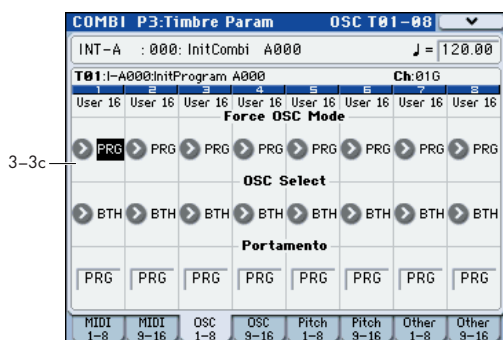 COMBI P3:Timbre Param OSC T01-08
INT-A :000: InitCombi A000 ♩= 120.00
T01:I-A000:InitProgram A000 Ch:01G
1 2 3 4 5 6 7 8
User 16 User 16 User 16 User 16 User 16 User 16 User 16 User 16
Force OSC Mode
3-3c
PRG PRG PRG PRG PRG PRG PRG PRG
OSC Select
BTH BTH BTH BTH BTH BTH BTH BTH
Portamento
PRG PRG PRG PRG PRG PRG PRG PRG
MIDI 1-8 MIDI 9-16 OSC 1-8 OSC 9-16 Pitch 1-8 Pitch 9-16 Other 1-8 Other 9-16